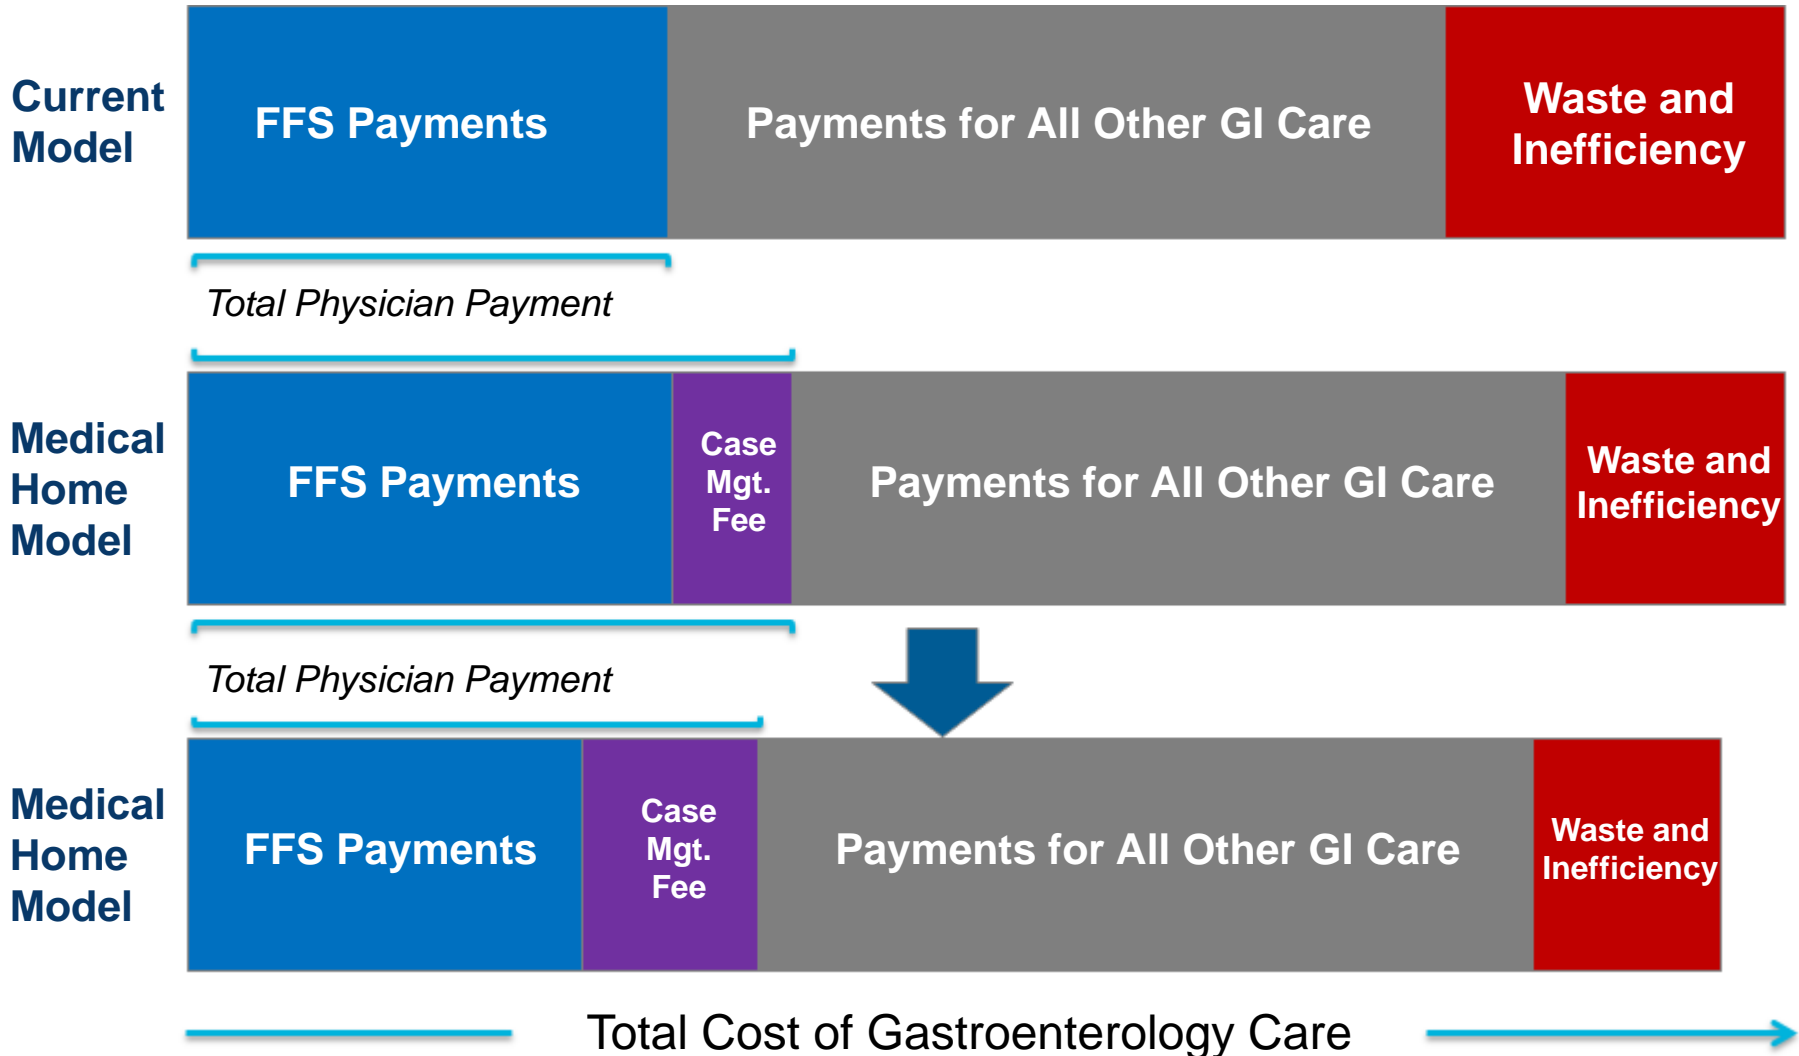 Current
Model
FFS Payments
Payments for All Other GI Care
Waste and
Inefficiency
Total Physician Payment
Medical
Home
Model
FFS Payments
Case
Mgt.
Fee
Payments for All Other GI Care
Waste and
Inefficiency
Total Physician Payment
Medical
Home
Model
FFS Payments
Case
Mgt.
Fee
Payments for All Other GI Care
Waste and
Inefficiency
Total Cost of Gastroenterology Care